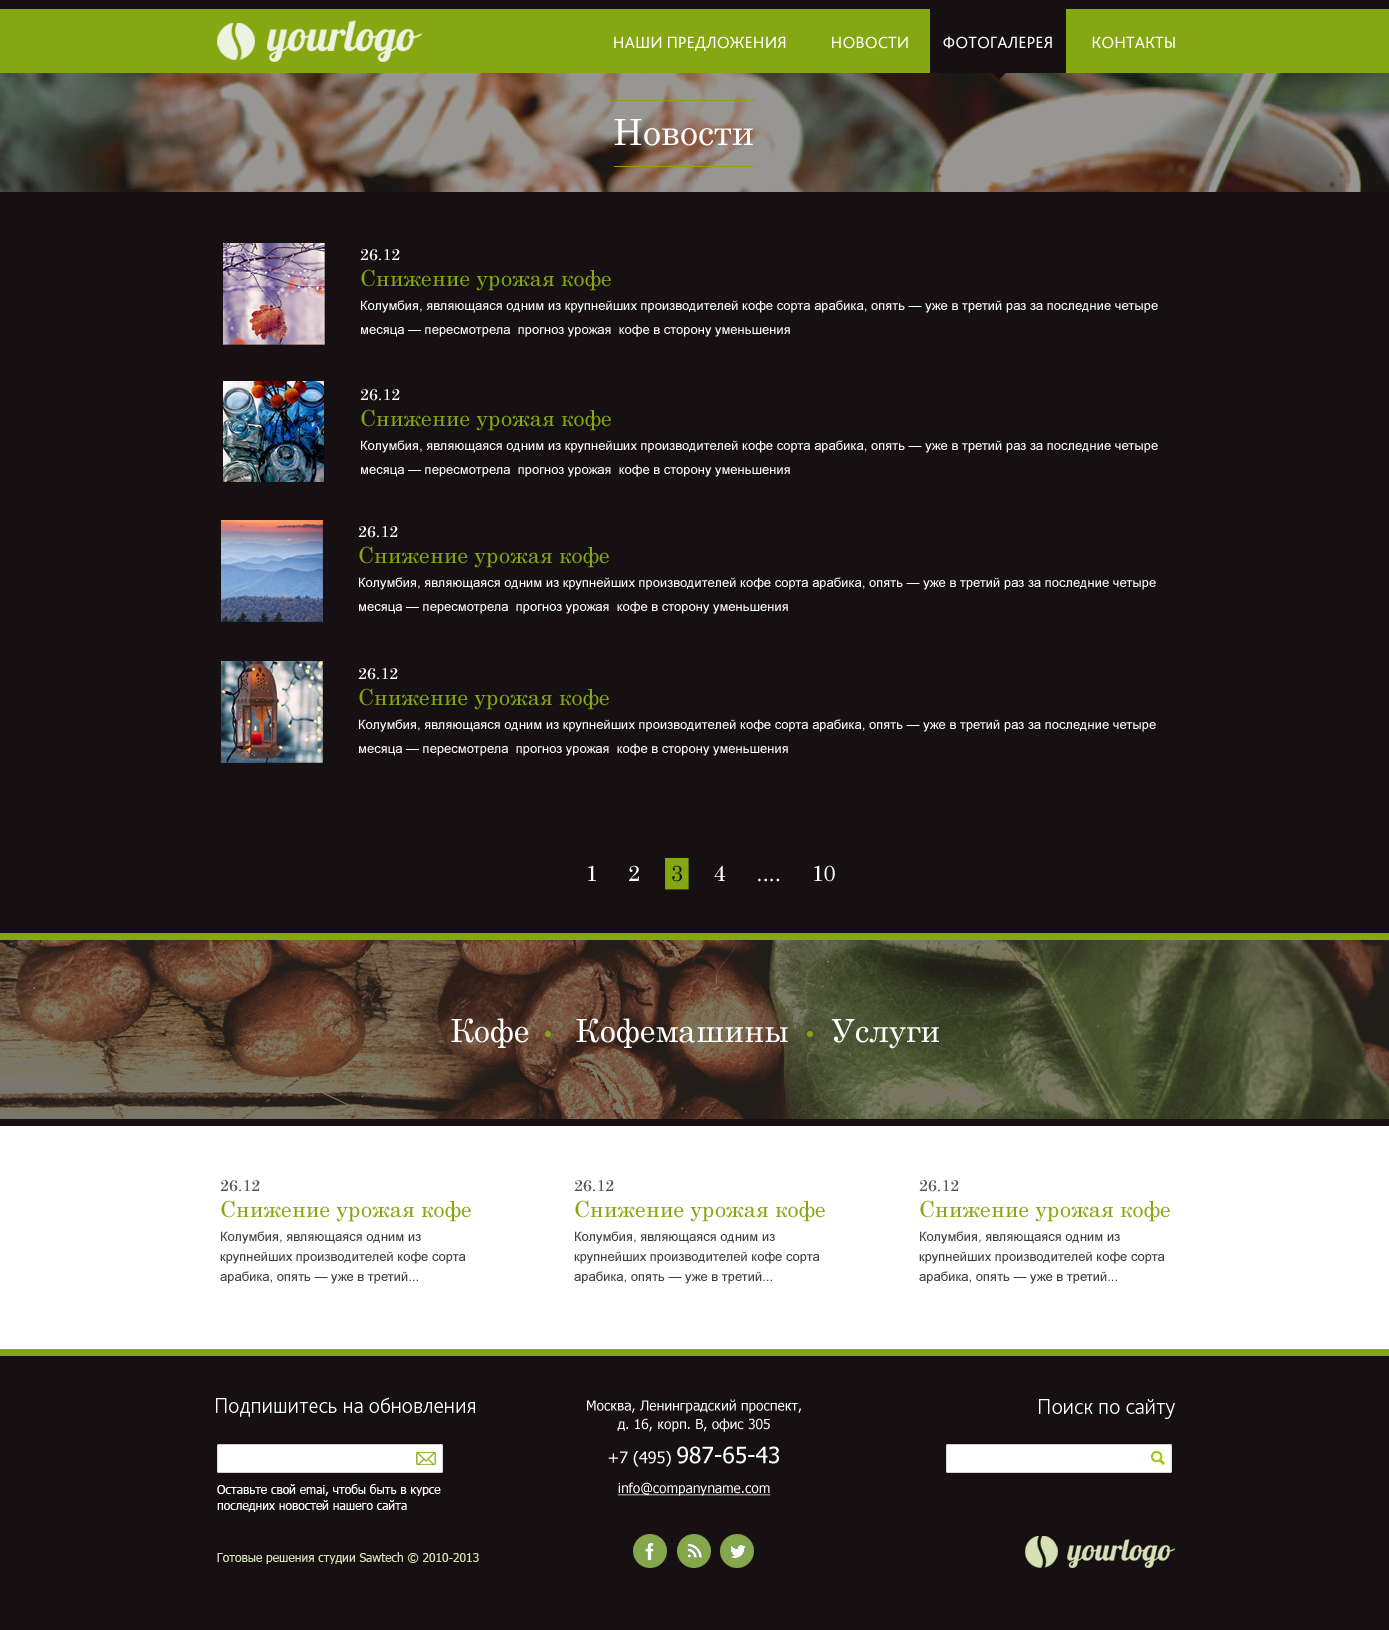 yourlogo
НАШИ ПРЕДЛОЖЕНИЯ НОВОСТИ ФОТОГАЛЕРЕЯ КОНТАКТЫ
Новости
26.12
Снижение урожая кофе
Колумбия, являющаяся одним из крупнейших производителей кофе сорта арабика, опять — уже в третий раз за последние четыре
месяца — пересмотрела прогноз урожая кофе в сторону уменьшения
26.12
Снижение урожая кофе
Колумбия, являющаяся одним из крупнейших производителей кофе сорта арабика, опять — уже в третий раз за последние четыре
месяца — пересмотрела прогноз урожая кофе в сторону уменьшения
26.12
Снижение урожая кофе
Колумбия, являющаяся одним из крупнейших производителей кофе сорта арабика, опять — уже в третий раз за последние четыре
месяца — пересмотрела прогноз урожая кофе в сторону уменьшения
26.12
Снижение урожая кофе
Колумбия, являющаяся одним из крупнейших производителей кофе сорта арабика, опять — уже в третий раз за последние четыре
месяца — пересмотрела прогноз урожая кофе в сторону уменьшения
1 2 3 4 .... 10
Кофе • Кофемашины • Услуги
26.12
Снижение урожая кофе
Колумбия, являющаяся одним из
крупнейших производителей кофе сорта
арабика, опять — уже в третий...
26.12
Снижение урожая кофе
Колумбия, являющаяся одним из
крупнейших производителей кофе сорта
арабика, опять — уже в третий...
26.12
Снижение урожая кофе
Колумбия, являющаяся одним из
крупнейших производителей кофе сорта
арабика, опять — уже в третий...
Подпишитесь на обновления
Оставьте свой emai, чтобы быть в курсе
последних новостей нашего сайта
Готовые решения студии Sawtech © 2010-2013
Москва, Ленинградский проспект,
д. 16, корп. В, офис 305
+7 (495) 987-65-43
info@companyname.com
Поиск по сайту
yourlogo